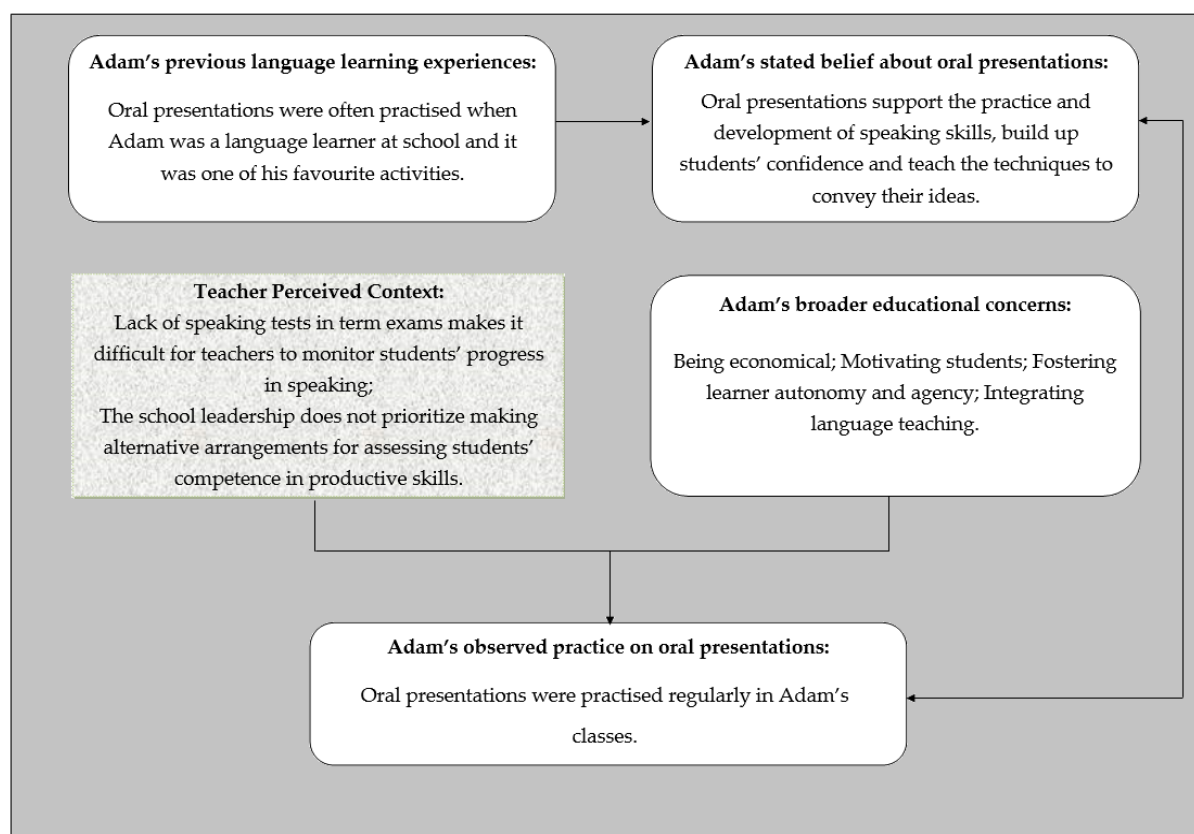 Adam’s previous language learning experiences:
Oral presentations were often practised when
Adam was a language learner at school and it
was one of his favourite activities.
Adam’s stated belief about oral presentations:
Oral presentations support the practice and
development of speaking skills, build up
students’ confidence and teach the techniques to
convey their ideas.
Teacher Perceived Context:
Lack of speaking tests in term exams makes it
difficult for teachers to monitor students’ progress
in speaking;
The school leadership does not prioritize making
alternative arrangements for assessing students’
competence in productive skills.
Adam’s broader educational concerns:
Being economical; Motivating students; Fostering
learner autonomy and agency; Integrating
language teaching.
Adam’s observed practice on oral presentations:
Oral presentations were practised regularly in Adam’s
classes.